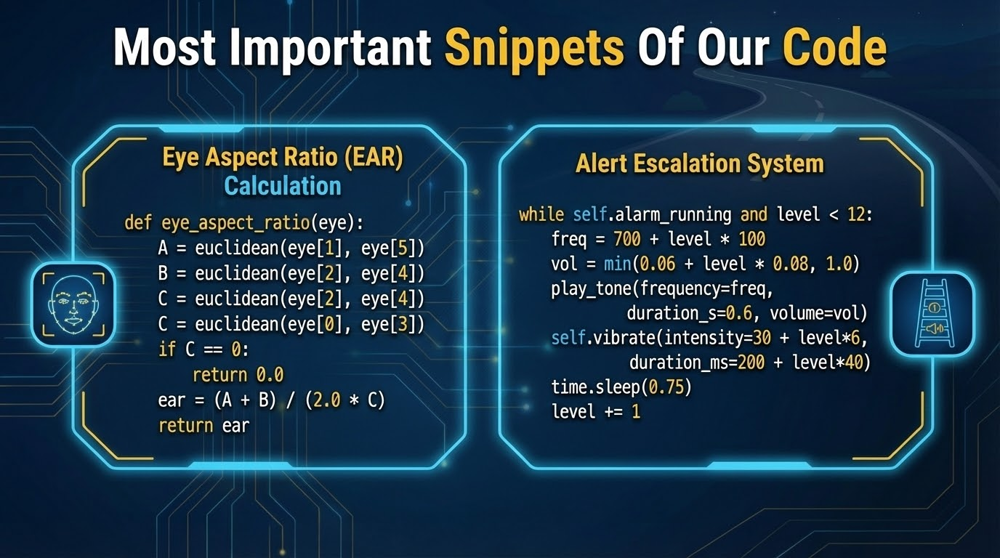 Most Important Snippets Of Our Code
Eye Aspect Ratio (EAR)
Calculation
def eye_aspect_ratio(eye):
A = euclidean(eye[1], eye[5])
B = euclidean(eye[2], eye[4])
C = euclidean(eye[2], eye[4])
C = euclidean(eye[0], eye[3])
if C == 0:
return 0.0
ear = (A + B) / (2.0 * C)
return ear
Alert Escalation System
while self.alarm_running and level < 12:
freq = 700 + level * 100
vol = min(0.06 + level * 0.08, 1.0)
play_tone(frequency=freq,
duration_s=0.6, volume=vol)
self.vibrate(intensity=30 + level*6,
duration_ms=200 + level*40)
time.sleep(0.75)
level += 1